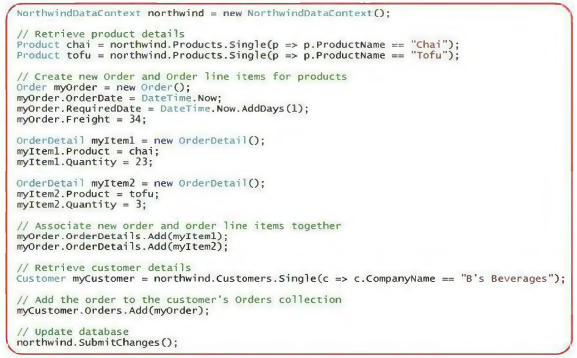 NorthwindDataContext northwind = new NorthwindDataContext();
// Retrieve product details
Product chai = northwind.Products.Single(p => p.ProductName == "Chai");
Product tofu = northwind.Products.Single(p => p.ProductName == "Tofu");
// Create new Order and Order line items for products
Order myOrder = new Order();
myOrder.OrderDate = DateTime.Now;
myOrder.RequiredDate = DateTime.Now.AddDays(1);
myOrder.Freight = 34;
OrderDetail myItem1 = new OrderDetail();
myItem1.Product = chai;
myItem1.Quantity = 23;
OrderDetail myItem2 = new OrderDetail();
myItem2.Product = tofu;
myItem2.Quantity = 3;
// Associate new order and order line items together
myOrder.OrderDetails.Add(myItem1);
myOrder.OrderDetails.Add(myItem2);
// Retrieve customer details
Customer myCustomer = northwind.Customers.Single(c => c.CompanyName == "B's Beverages");
// Add the order to the customer's Orders collection
myCustomer.Orders.Add(myOrder);
// Update database
northwind.SubmitChanges();